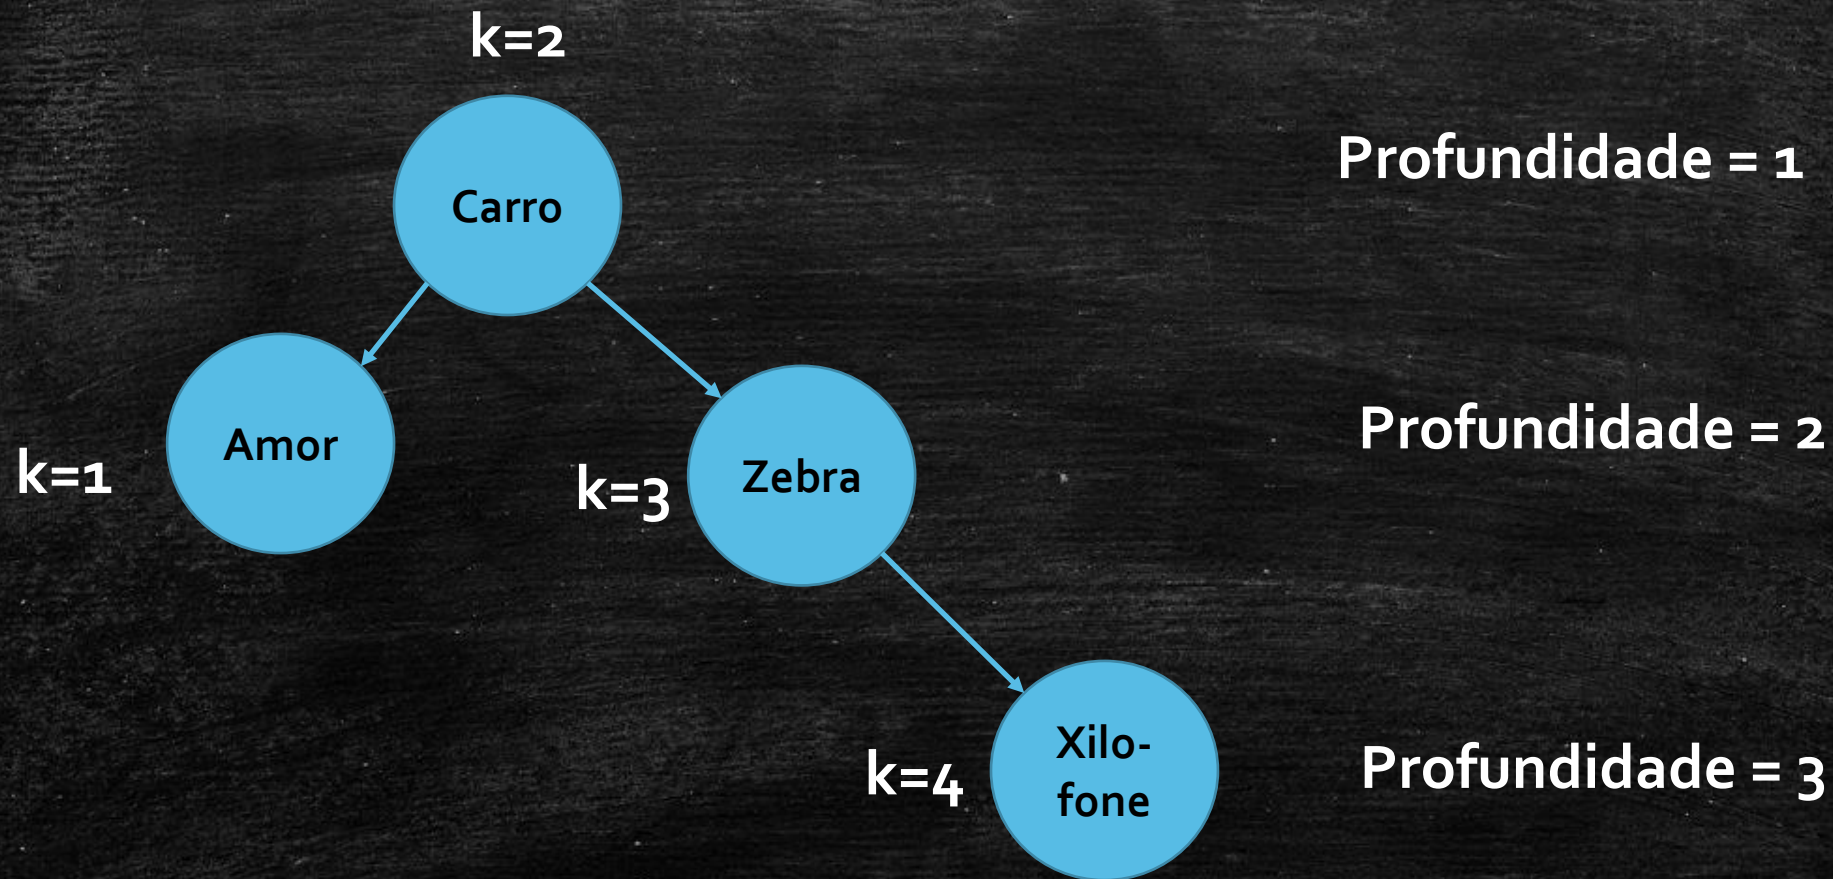 k=2
Carro
Profundidade = 1
Amor
k=1
Zebra
k=3
Profundidade = 2
Xilo-
fone
k=4
Profundidade = 3